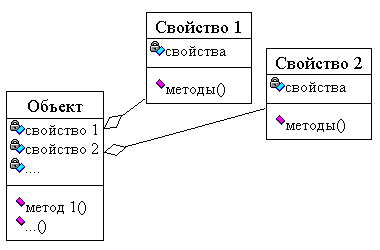 Свойство 1
свойства
методы()
Свойство 2
свойства
методы()
Объект
свойство 1
свойство 2
....
метод 1()
...()